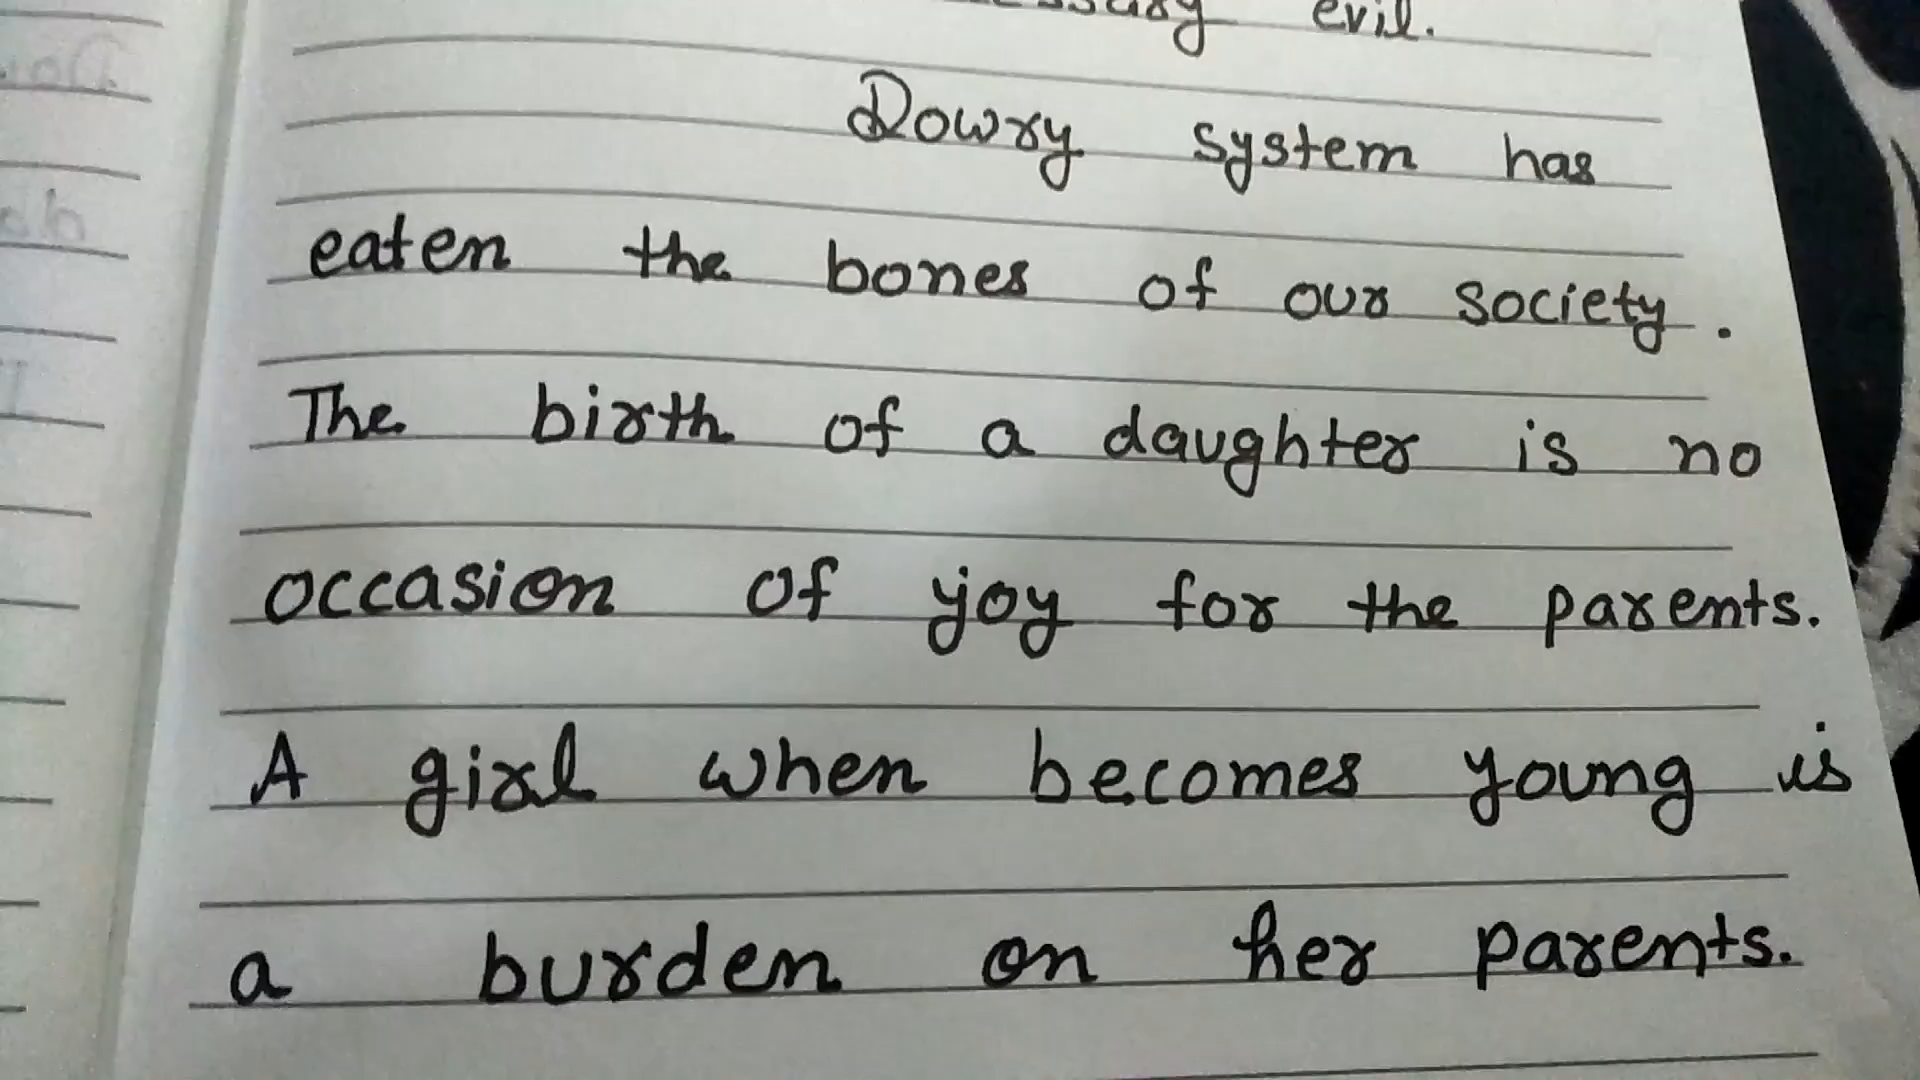 evil.
Dowry system has
eaten the bones of our society.
The birth of a daughter is no
occasion of joy for the parents.
A girl when becomes young is
a burden on her parents.